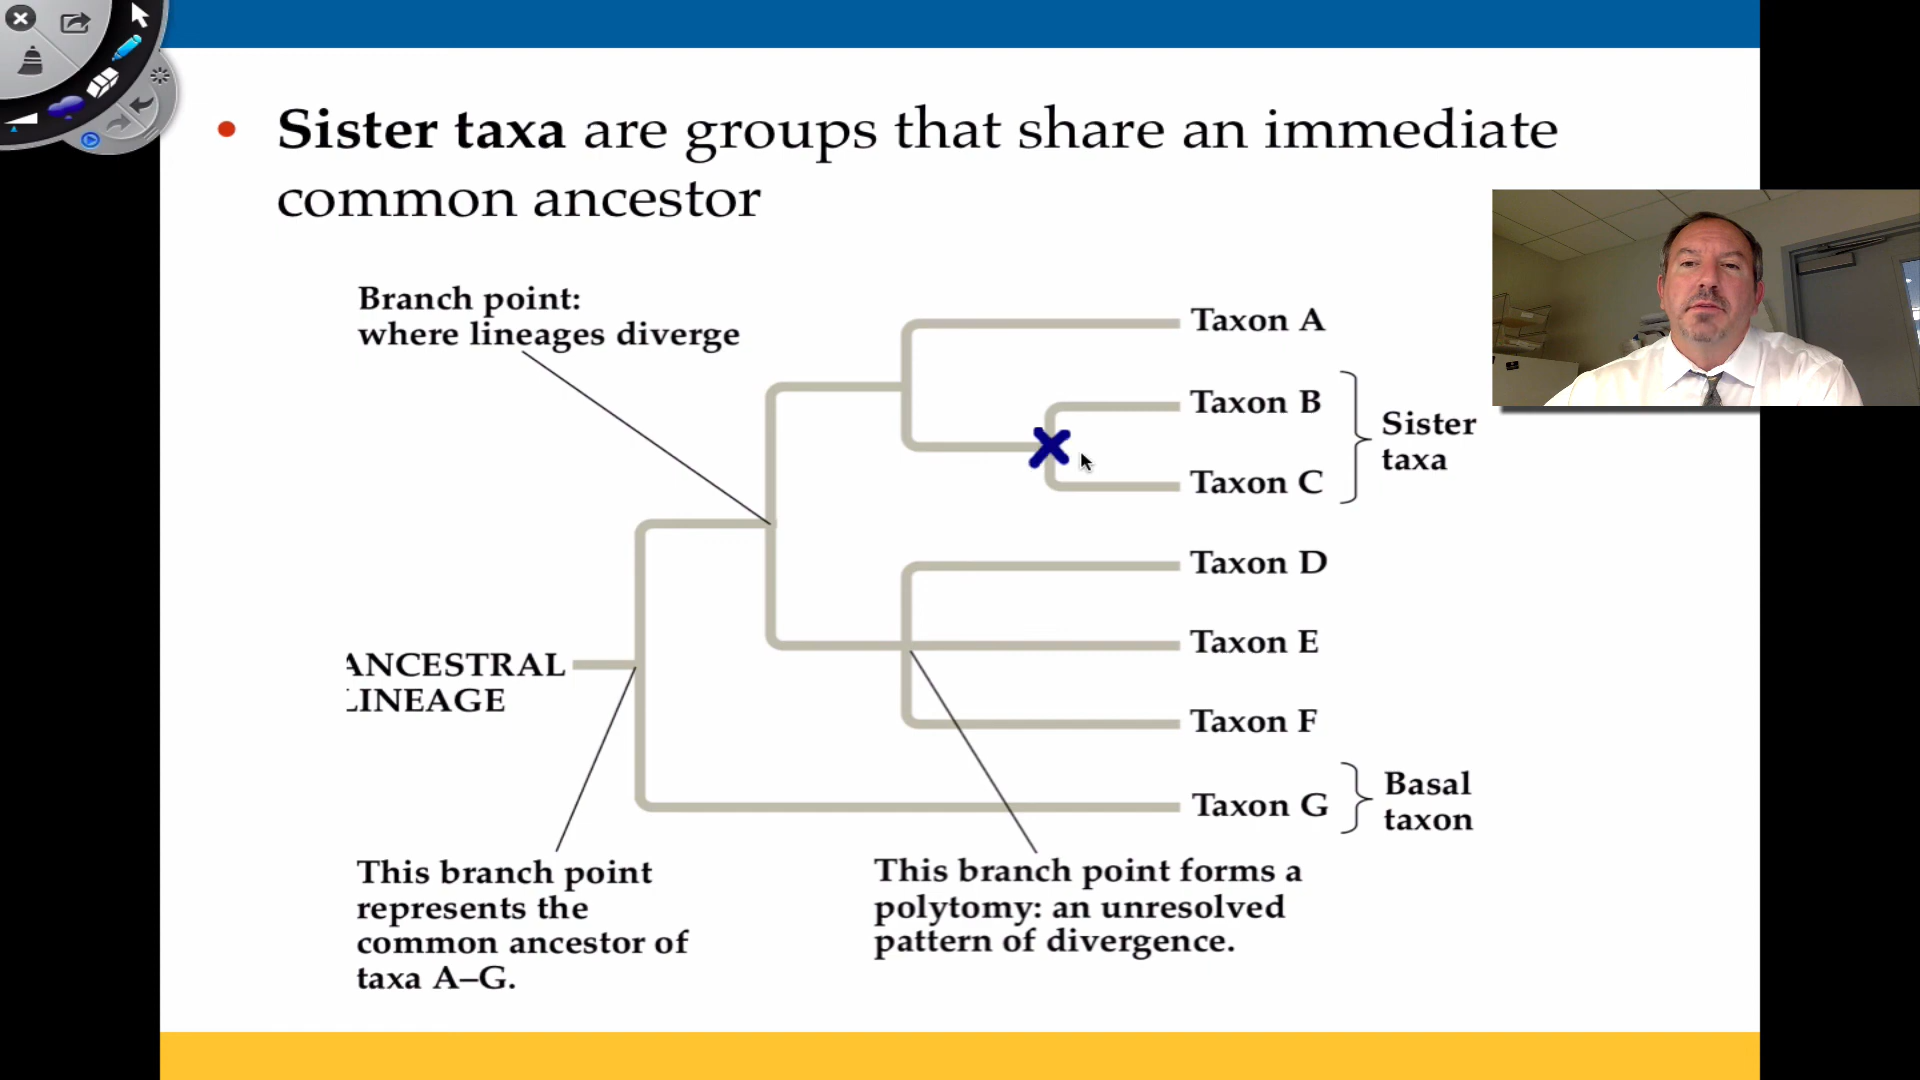 • Sister taxa are groups that share an immediate
common ancestor
Branch point:
where lineages diverge
Taxon A
Taxon B
Taxon C
Sister
taxa
Taxon D
Taxon E
Taxon F
Taxon G
Basal
taxon
ANCESTRAL
LINEAGE
This branch point
represents the
common ancestor of
taxa A–G.
This branch point forms a
polytomy: an unresolved
pattern of divergence.